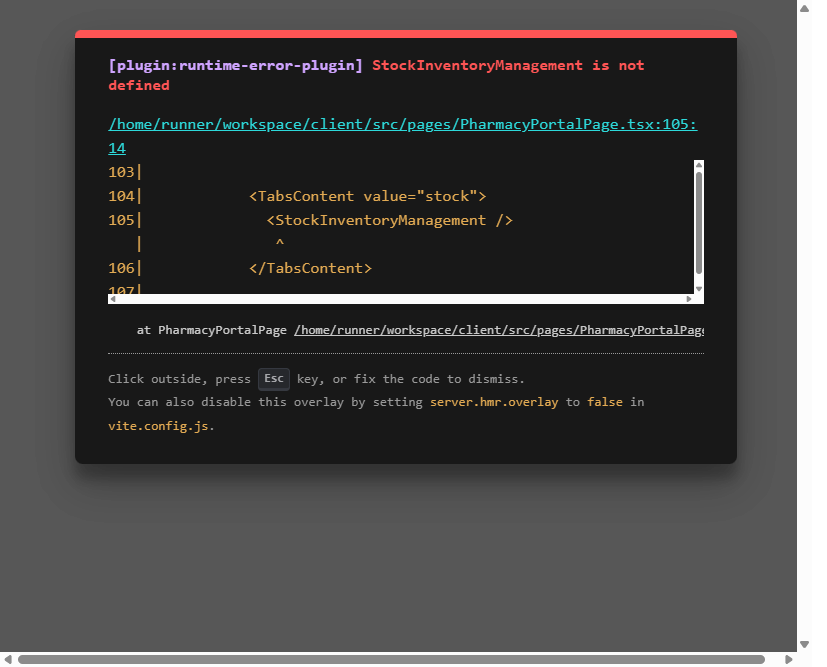 [plugin:runtime-error-plugin] StockInventoryManagement is not
defined
/home/runner/workspace/client/src/pages/PharmacyPortalPage.tsx:105:
14
103|
104|            <TabsContent value="stock">
105|              <StockInventoryManagement />
   |               ^
106|            </TabsContent>
107|
at PharmacyPortalPage /home/runner/workspace/client/src/pages/PharmacyPortalPage
Click outside, press Esc key, or fix the code to dismiss.
You can also disable this overlay by setting server.hmr.overlay to false in
vite.config.js.